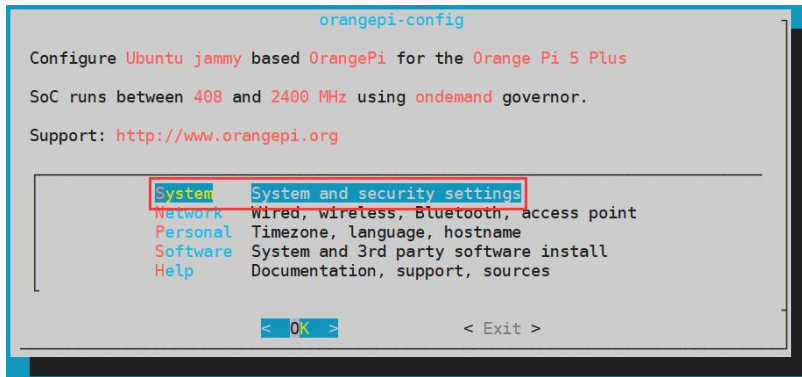 orangepi-config
Configure Ubuntu jammy based OrangePi for the Orange Pi 5 Plus
SoC runs between 408 and 2400 MHz using ondemand governor.
Support: http://www.orangepi.org
System System and security settings
Network Wired, wireless, Bluetooth, access point
Personal Timezone, language, hostname
Software System and 3rd party software install
Help Documentation, support, sources
< OK > < Exit >